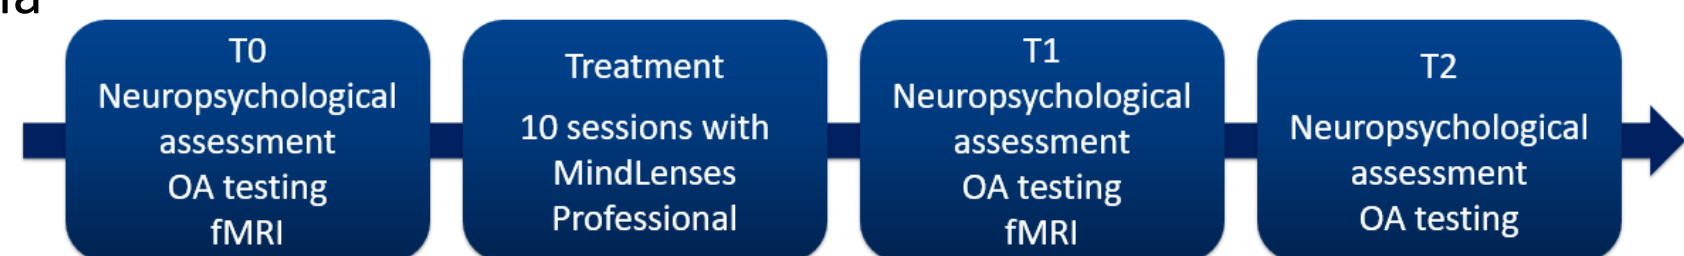 T0
Neuropsychological
assessment
OA testing
fMRI
Treatment
10 sessions with
MindLenses
Professional
T1
Neuropsychological
assessment
OA testing
fMRI
T2
Neuropsychological
assessment
OA testing